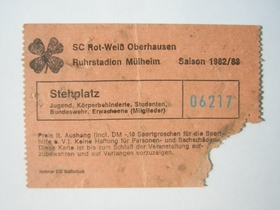 SC Rot-Weiß Oberhausen
Ruhrstadion Mülheim Saison 1982/83
Stehplatz
Jugend, Körperbehinderte, Studenten,
Bundeswehr, Erwachsene (Mitglieder)
06217
Preis lt. Aushang (incl. DM -,10 Sportgroschen für die Sport-
hilfe e.V.). Keine Haftung für Personen- und Sachschäden.
Diese Karte ist bis zum Schluß der Veranstaltung auf-
zubewahren und auf Verlangen vorzuzeigen.